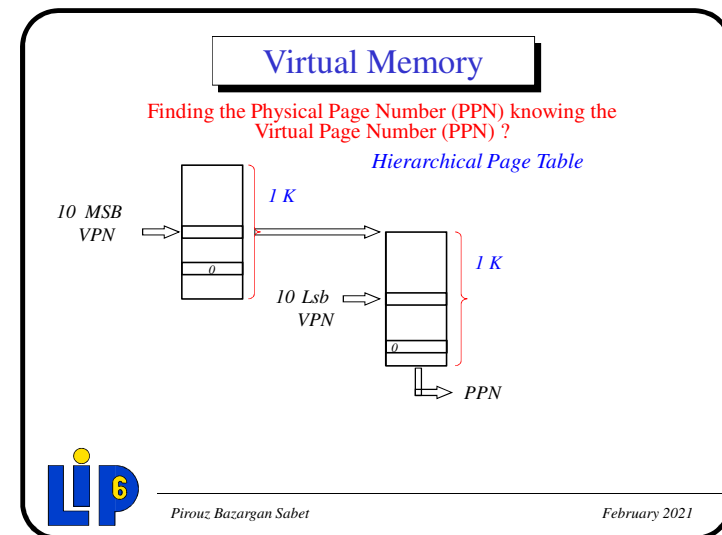 Virtual Memory
Finding the Physical Page Number (PPN) knowing the
Virtual Page Number (PPN) ?
Hierarchical Page Table
1 K
10 MSB
VPN
0
1 K
10 Lsb
VPN
0
PPN
LIP6
Pirouz Bazargan Sabet
February 2021